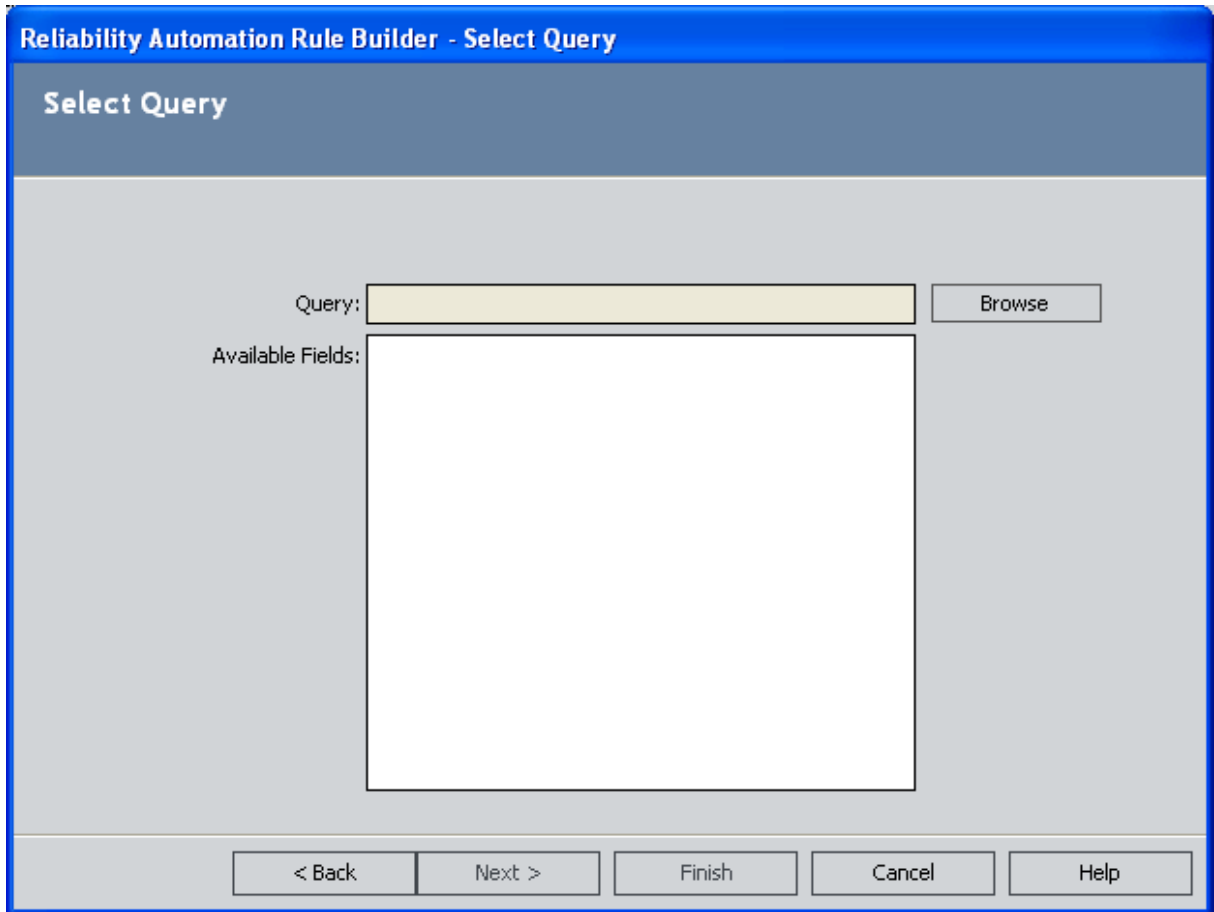 Reliability Automation Rule Builder - Select Query
Select Query
Query:
Browse
Available Fields:
< Back
Next >
Finish
Cancel
Help